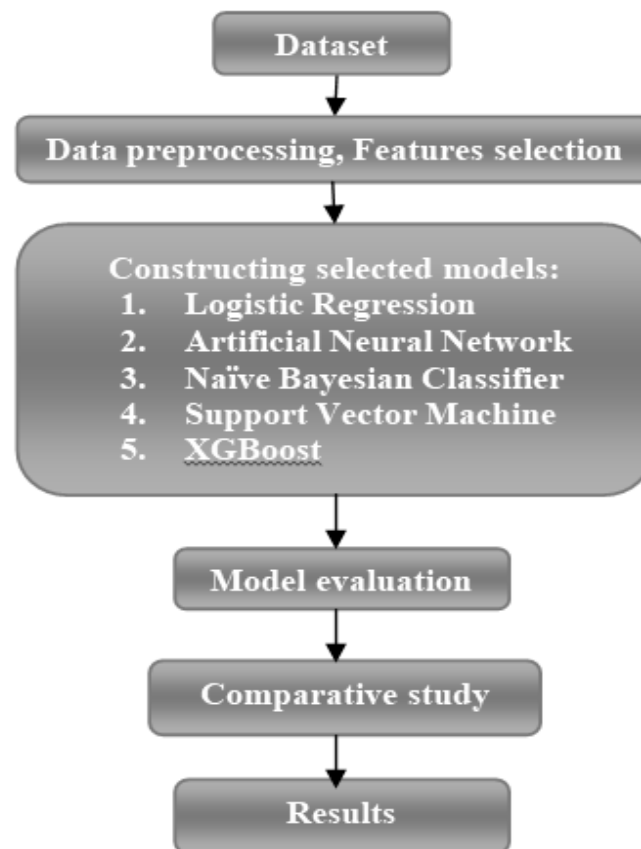 Dataset
Data preprocessing, Features selection
Constructing selected models:
1. Logistic Regression
2. Artificial Neural Network
3. Naïve Bayesian Classifier
4. Support Vector Machine
5. XGBoost
Model evaluation
Comparative study
Results